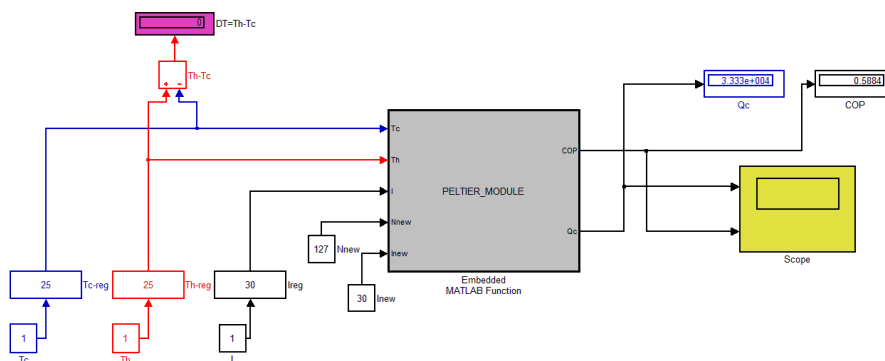 0
DT=Th-Tc
Th-Tc
+ -
3.333e+004
Qc
0.5884
COP
Tc
Th
I
Nnew
Inew
PELTIER_MODULE
COP
Qc
Embedded
MATLAB Function
127
Nnew
30
Inew
Scope
25
Tc-reg
25
Th-reg
30
Ireg
1
Tc
1
Th
1
I